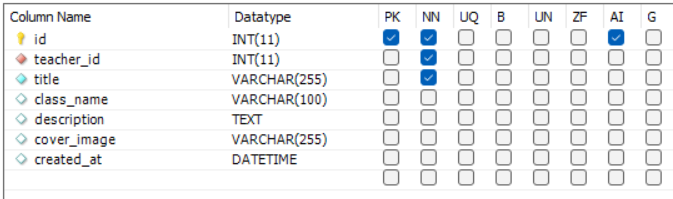 Column Name Datatype PK NN UQ B UN ZF AI G
id INT(11)
teacher_id INT(11)
title VARCHAR(255)
class_name VARCHAR(100)
description TEXT
cover_image VARCHAR(255)
created_at DATETIME